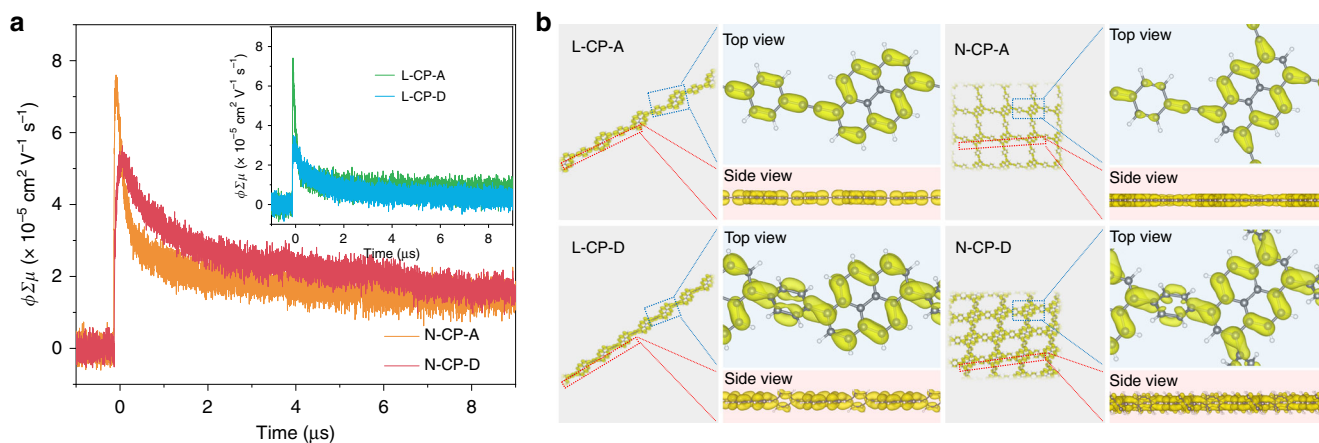 a
8
6
4
2
0
ϕΣμ (× 10⁻⁵ cm² V⁻¹ s⁻¹)
0
2
4
6
8
Time (μs)
N-CP-A
N-CP-D
8
6
4
2
0
ϕΣμ (× 10⁻⁵ cm² V⁻¹ s⁻¹)
L-CP-A
L-CP-D
0
2
4
6
8
Time (μs)
b
L-CP-A
Top view
Side view
N-CP-A
Top view
Side view
L-CP-D
Top view
Side view
N-CP-D
Top view
Side view